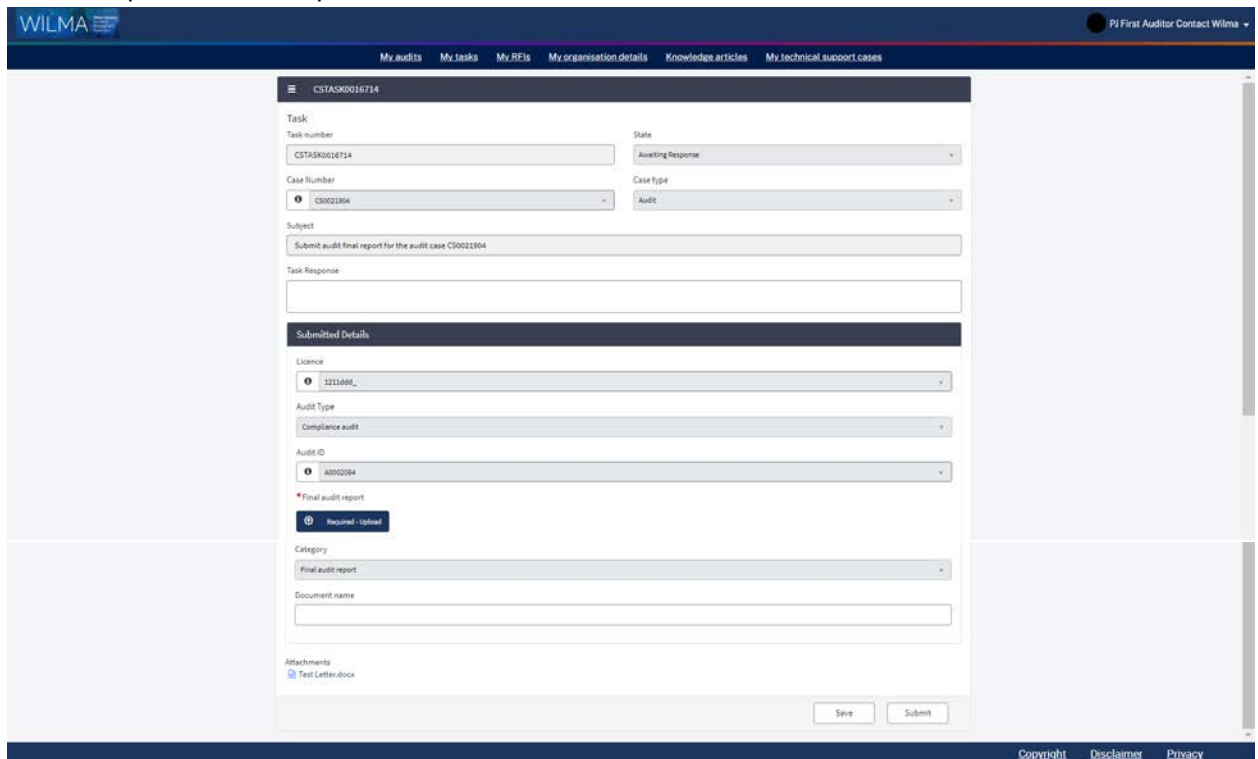 WILMA
PJ First Auditor Contact Wilma
My audits My tasks My RFIs My organisation details Knowledge articles My technical support cases
CSTASK0016714
Task
Task number State
CSTASK0016714 Awaiting Response
Case Number Case type
CS0021904 Audit
Subject
Submit audit final report for the audit case CS0021904
Task Response
Submitted Details
Licence
1211ddd_
Audit Type
Compliance audit
Audit ID
A0002094
*Final audit report
Required - Upload
Category
Final audit report
Document name
Attachments
Test Letter.docx
Save Submit
Copyright Disclaimer Privacy